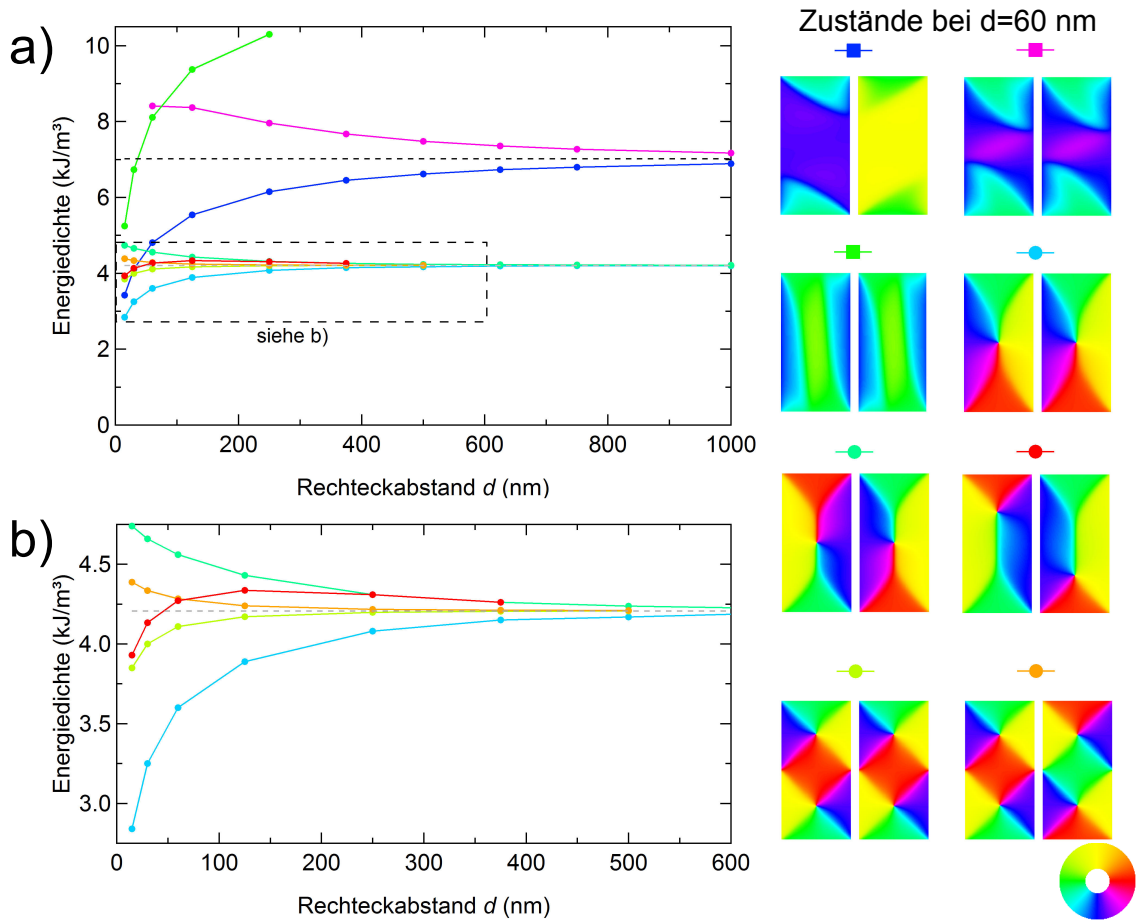 a)
Energiedichte (kJ/m³)
10
8
6
4
2
0
siehe b)
0 200 400 600 800 1000
Rechteckabstand d (nm)
b)
Energiedichte (kJ/m³)
4.5
4.0
3.5
3.0
0 100 200 300 400 500 600
Rechteckabstand d (nm)
Zustände bei d=60 nm